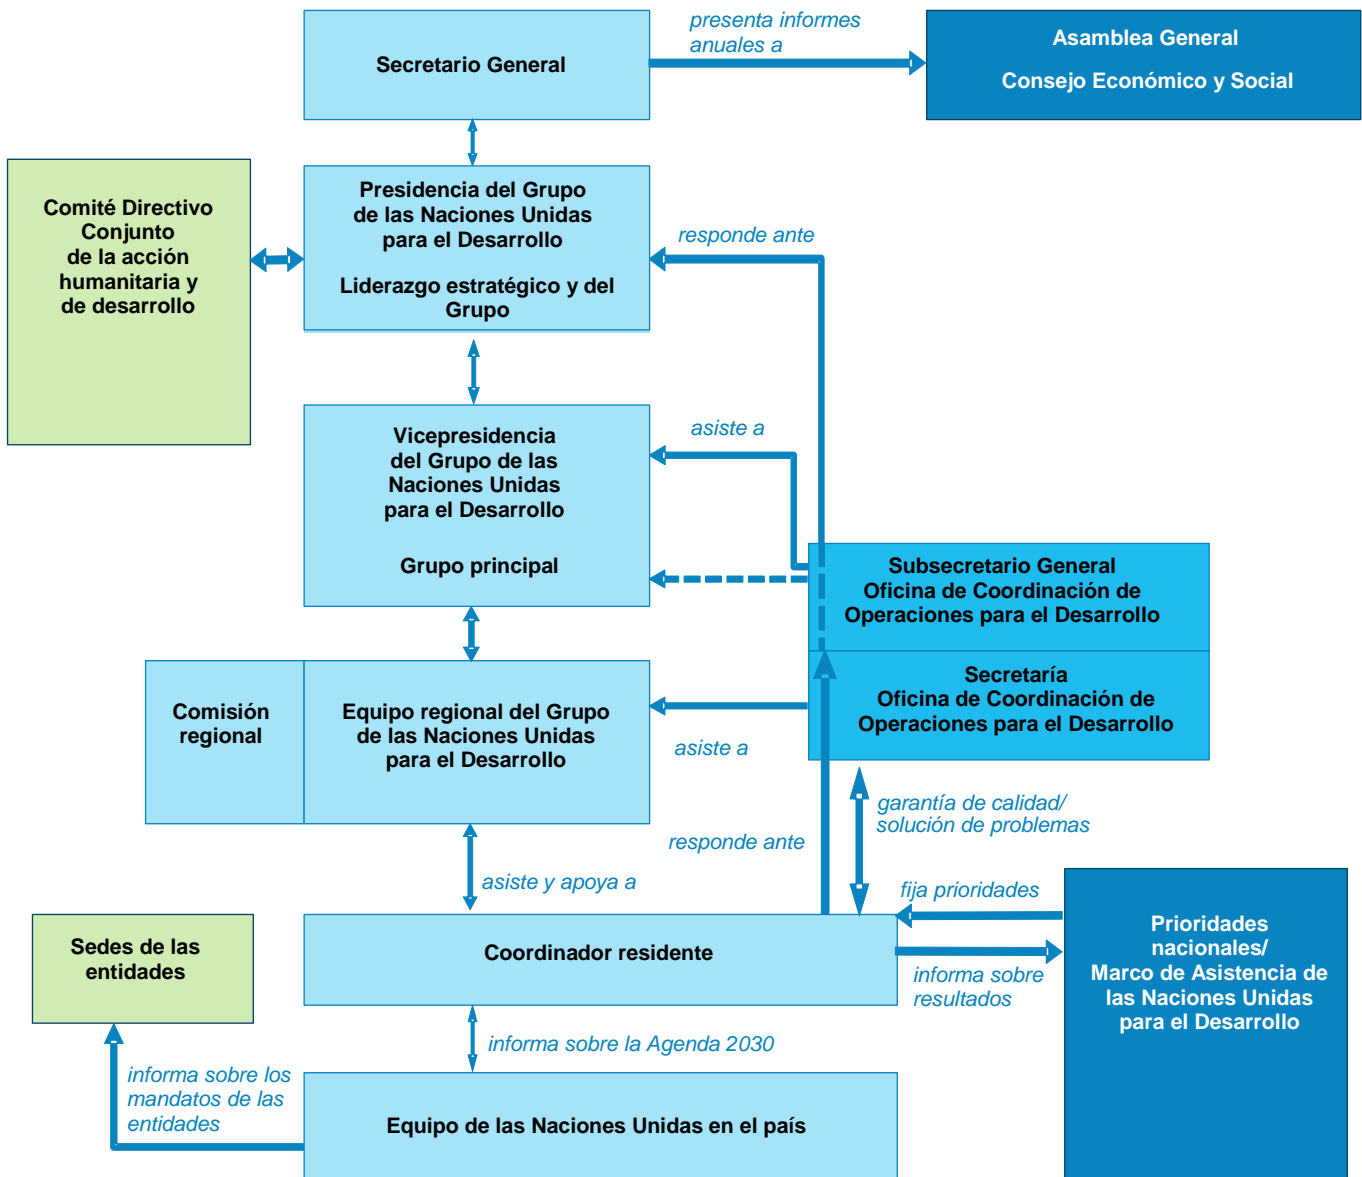 presenta informes
anuales a
Secretario General
Asamblea General
Consejo Económico y Social
Comité Directivo
Conjunto
de la acción
humanitaria y
de desarrollo
Presidencia del Grupo
de las Naciones Unidas
para el Desarrollo
Liderazgo estratégico y del
Grupo
responde ante
Vicepresidencia
del Grupo de las
Naciones Unidas
para el Desarrollo
Grupo principal
asiste a
Subsecretario General
Oficina de Coordinación de
Operaciones para el Desarrollo
Secretaría
Oficina de Coordinación de
Operaciones para el Desarrollo
Comisión
regional
Equipo regional del Grupo
de las Naciones Unidas
para el Desarrollo
asiste a
garantía de calidad/
solución de problemas
responde ante
asiste y apoya a
fija prioridades
Sedes de las
entidades
Coordinador residente
informa sobre
resultados
Prioridades
nacionales/
Marco de Asistencia de
las Naciones Unidas
para el Desarrollo
informa sobre la Agenda 2030
informa sobre los
mandatos de las
entidades
Equipo de las Naciones Unidas en el país